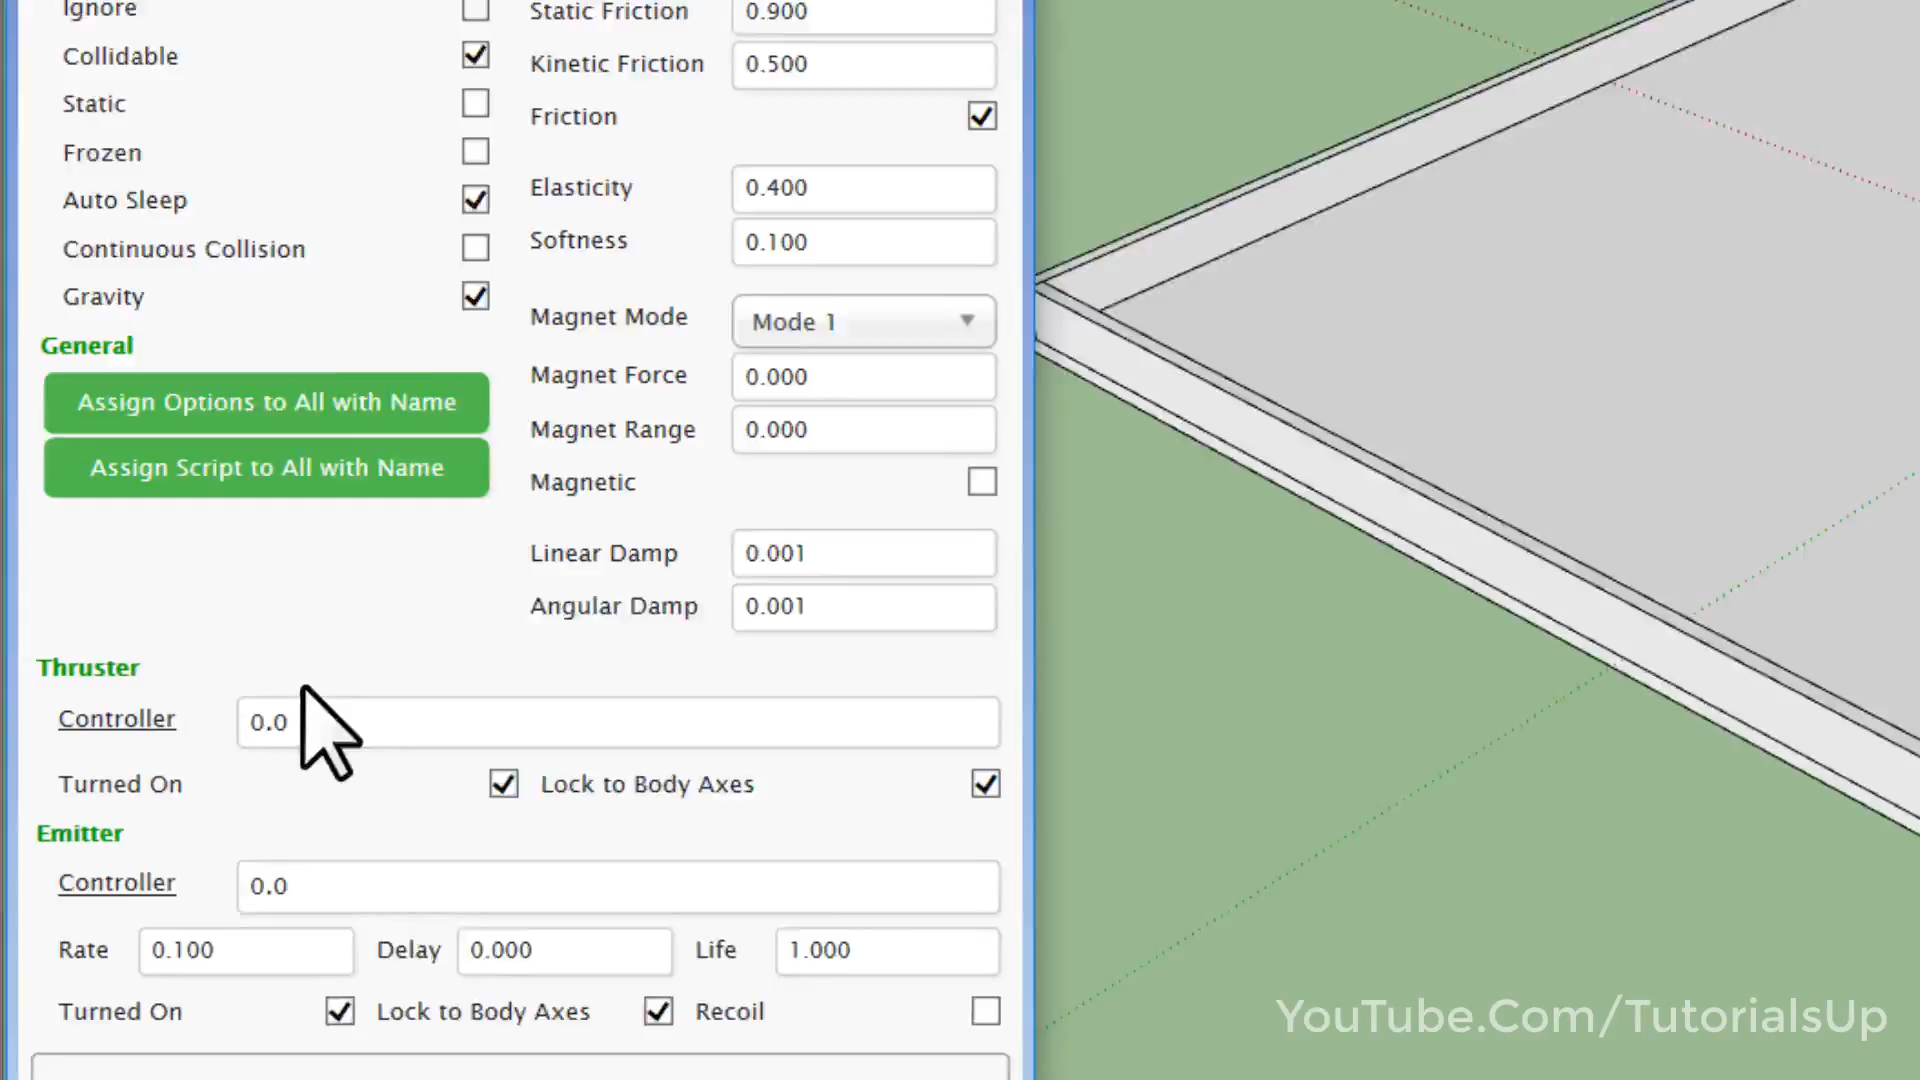 Ignore
Collidable
Static
Frozen
Auto Sleep
Continuous Collision
Gravity
General
Assign Options to All with Name
Assign Script to All with Name
Static Friction 0.900
Kinetic Friction 0.500
Friction
Elasticity 0.400
Softness 0.100
Magnet Mode Mode 1
Magnet Force 0.000
Magnet Range 0.000
Magnetic
Linear Damp 0.001
Angular Damp 0.001
Thruster
Controller 0.0
Turned On Lock to Body Axes
Emitter
Controller 0.0
Rate 0.100 Delay 0.000 Life 1.000
Turned On Lock to Body Axes Recoil
YouTube.Com/TutorialsUp